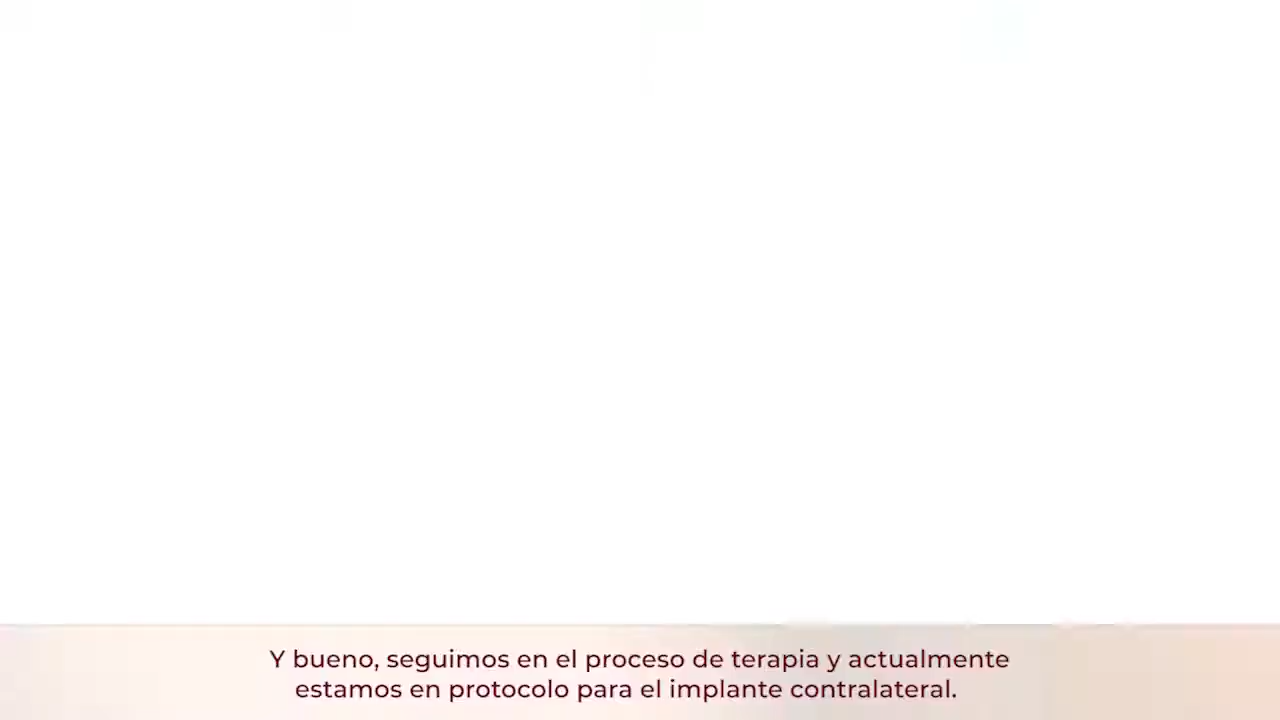 Y bueno, seguimos en el proceso de terapia y actualmente
estamos en protocolo para el implante contralateral.